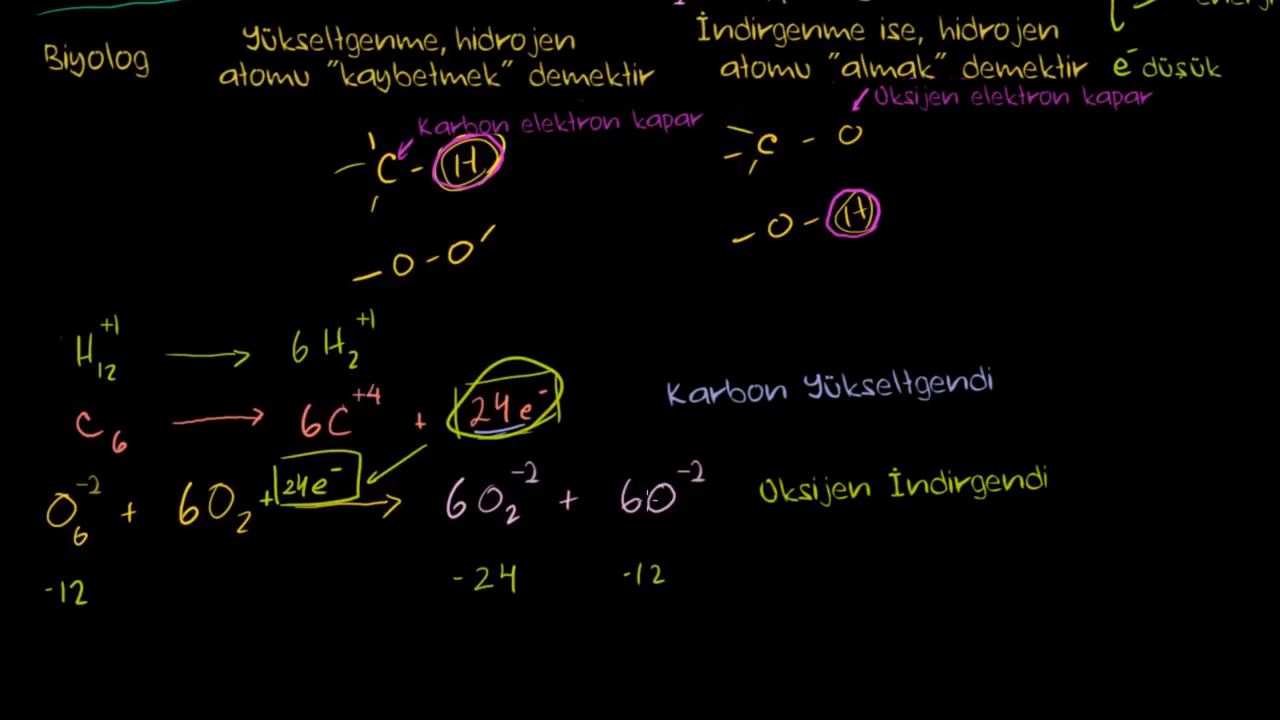 Biyolog
Yükseltgenme, hidrojen
atomu "kaybetmek" demektir
İndirgenme ise, hidrojen
atomu "almak" demektir
e⁻ düşük
Karbon elektron kapar
Oksijen elektron kapar
C - H
C - O
O - O
O - H
H₁₂⁺¹ → 6H₂⁺¹
C₆ → 6C⁺⁴ + 24e⁻
Karbon Yükseltgendi
O₆⁻² + 6O₂ + 24e⁻ → 6O₂⁻² + 6O⁻²
Oksijen İndirgendi
-12
-24
-12